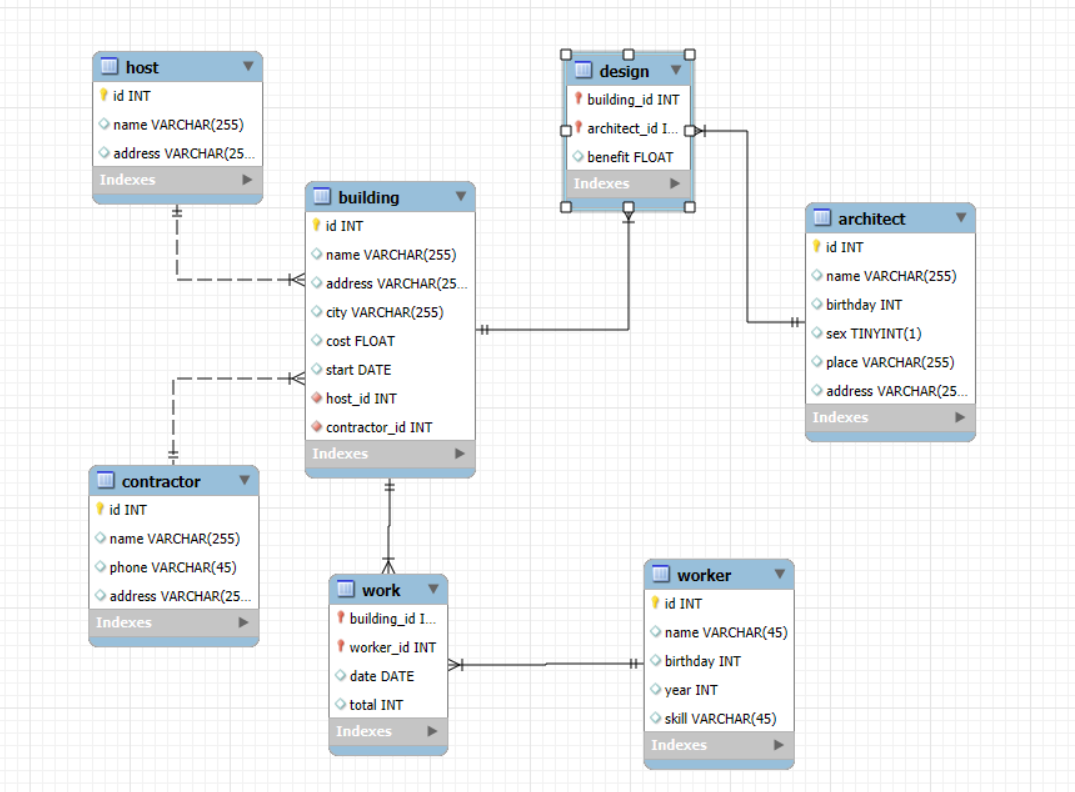 host
id INT
name VARCHAR(255)
address VARCHAR(25...
Indexes
building
id INT
name VARCHAR(255)
address VARCHAR(25...
city VARCHAR(255)
cost FLOAT
start DATE
host_id INT
contractor_id INT
Indexes
design
building_id INT
architect_id I...
benefit FLOAT
Indexes
architect
id INT
name VARCHAR(255)
birthday INT
sex TINYINT(1)
place VARCHAR(255)
address VARCHAR(25...
Indexes
contractor
id INT
name VARCHAR(255)
phone VARCHAR(45)
address VARCHAR(25...
Indexes
work
building_id I...
worker_id INT
date DATE
total INT
Indexes
worker
id INT
name VARCHAR(45)
birthday INT
year INT
skill VARCHAR(45)
Indexes